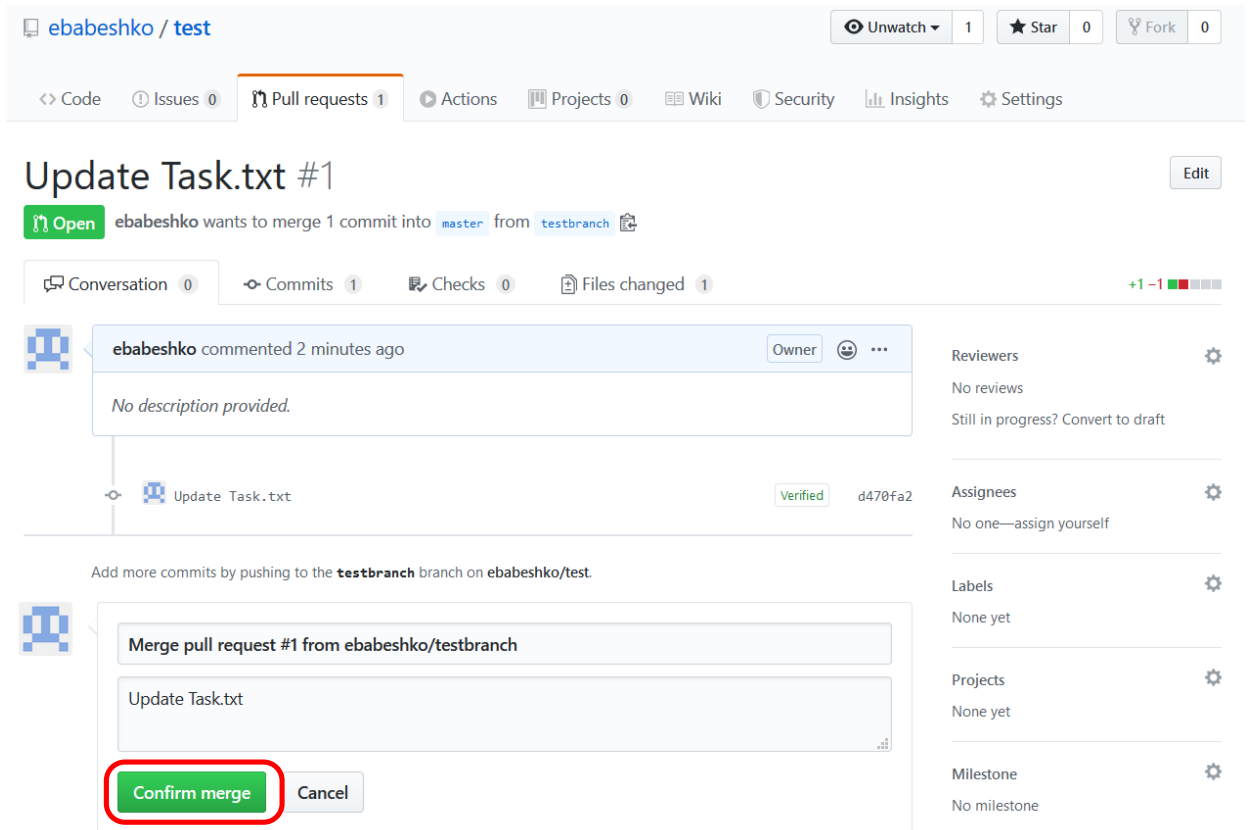 ebabeshko / test
Unwatch 1 Star 0 Fork 0
Code Issues 0 Pull requests 1 Actions Projects 0 Wiki Security Insights Settings
Update Task.txt #1
Edit
Open ebabeshko wants to merge 1 commit into master from testbranch
Conversation 0 Commits 1 Checks 0 Files changed 1
+1 −1
ebabeshko commented 2 minutes ago
Owner
No description provided.
Update Task.txt
Verified d470fa2
Add more commits by pushing to the testbranch branch on ebabeshko/test.
Merge pull request #1 from ebabeshko/testbranch
Update Task.txt
Confirm merge Cancel
Reviewers
No reviews
Still in progress? Convert to draft
Assignees
No one—assign yourself
Labels
None yet
Projects
None yet
Milestone
No milestone